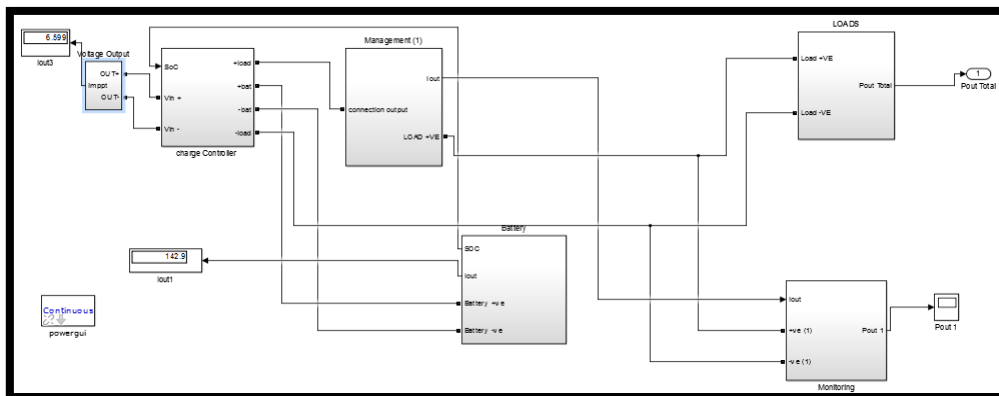 6.599
Iout3
Voltage Output
OUT+
Imppt
OUT-
SoC
Vin +
Vin -
+load
+bat
-bat
-load
charge Controller
Management (1)
Iout
connection output
LOAD +VE
LOADS
Load +VE
Load -VE
Pout Total
1
Pout Total
142.9
Iout1
Battery
SOC
Iout
Battery +ve
Battery -ve
Continuous
powergui
Iout
+ve (1)
-ve (1)
Pout 1
Monitoring
Pout 1